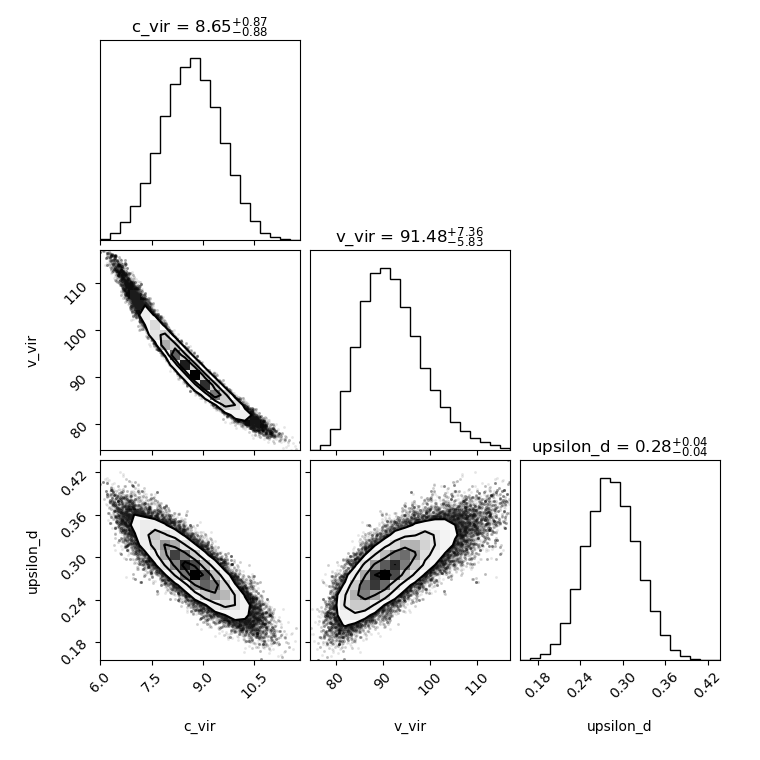 c_vir = 8.65^{+0.87}_{-0.88}
v_vir = 91.48^{+7.36}_{-5.83}
110
100
90
80
v_vir
upsilon_d = 0.28^{+0.04}_{-0.04}
0.42
0.36
0.30
0.24
0.18
upsilon_d
6.0 7.5 9.0 10.5
80 90 100 110
0.18 0.24 0.30 0.36 0.42
c_vir v_vir upsilon_d